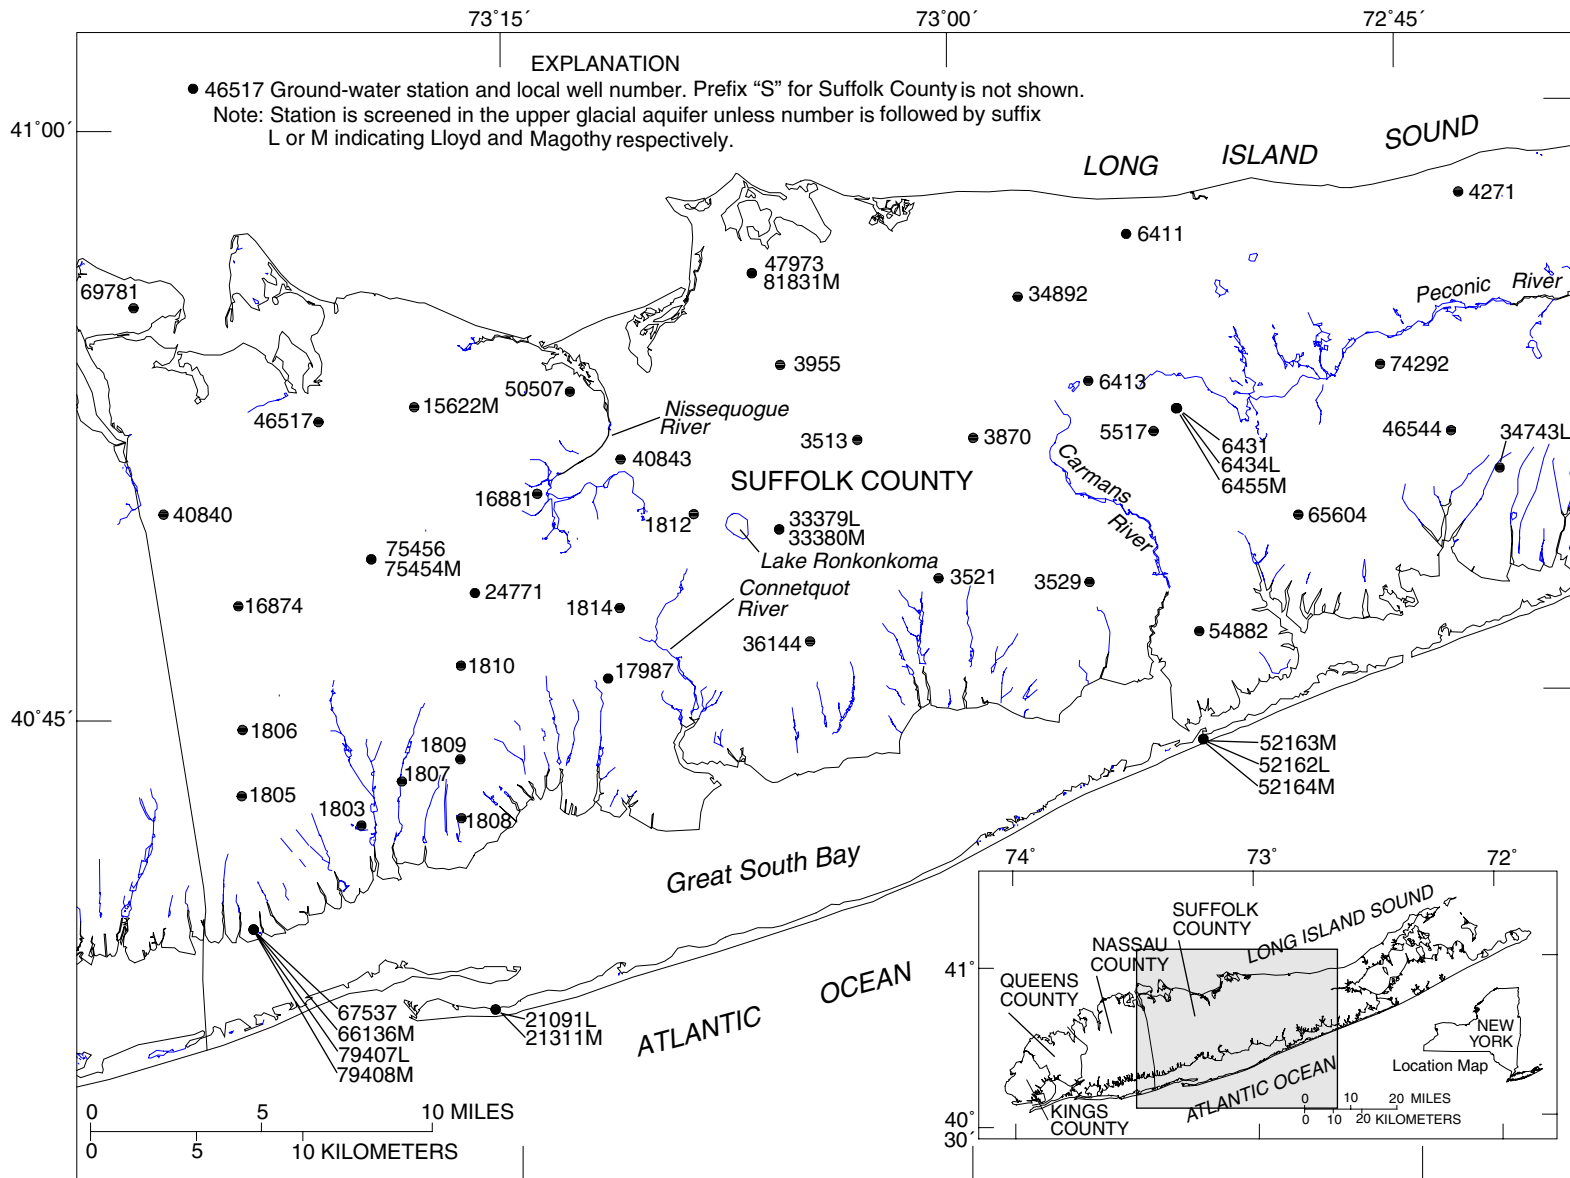 73°15´
73°00´
72°45´
EXPLANATION
46517 Ground-water station and local well number. Prefix “S” for Suffolk County is not shown.
Note: Station is screened in the upper glacial aquifer unless number is followed by suffix
L or M indicating Lloyd and Magothy respectively.
41°00´
LONG ISLAND SOUND
4271
6411
47973
81831M
69781
34892
Peconic River
3955
74292
6413
50507
15622M
Nissequogue
River
46517
3513
3870
5517
46544
34743L
6431
6434L
6455M
40843
SUFFOLK COUNTY
Carmans
River
16881
40840
1812
33379L
33380M
65604
75456
75454M
Lake Ronkonkoma
3521
3529
24771
Connetquot
River
16874
1814
54882
36144
1810
17987
40°45´
1806
1809
52163M
52162L
52164M
1807
1805
1803
1808
Great South Bay
ATLANTIC OCEAN
67537
66136M
79407L
79408M
21091L
21311M
0 5 10 MILES
0 5 10 KILOMETERS
74°
73°
72°
SUFFOLK
COUNTY
LONG ISLAND SOUND
NASSAU
COUNTY
41°
QUEENS
COUNTY
NEW
YORK
Location Map
ATLANTIC OCEAN
KINGS
COUNTY
0 10 20 MILES
0 10 20 KILOMETERS
40°
30´